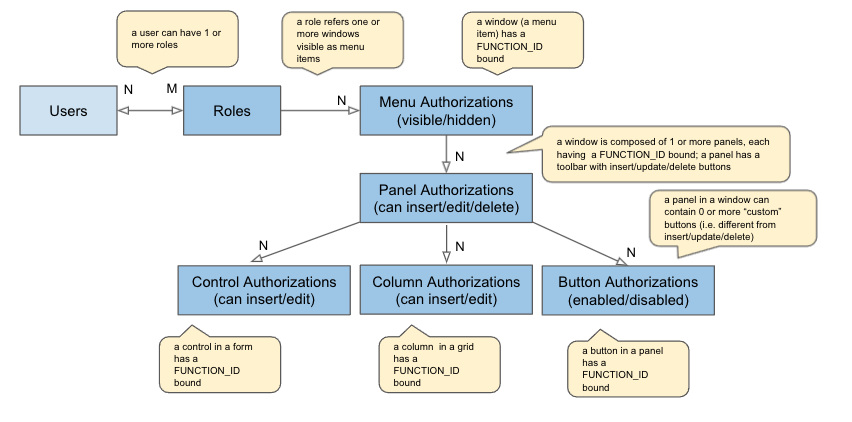 a user can have 1 or
more roles
a role refers one or
more windows
visible as menu
items
a window (a menu
item) has a
FUNCTION_ID
bound
Users
N
M
Roles
N
Menu Authorizations
(visible/hidden)
a window is composed of 1 or more panels, each
having a FUNCTION_ID bound; a panel has a
toolbar with insert/update/delete buttons
N
Panel Authorizations
(can insert/edit/delete)
a panel in a window can
contain 0 or more “custom”
buttons (i.e. different from
insert/update/delete)
N
N
N
Control Authorizations
(can insert/edit)
Column Authorizations
(can insert/edit)
Button Authorizations
(enabled/disabled)
a control in a form
has a
FUNCTION_ID
bound
a column in a grid
has a
FUNCTION_ID
bound
a button in a panel
has a
FUNCTION_ID
bound